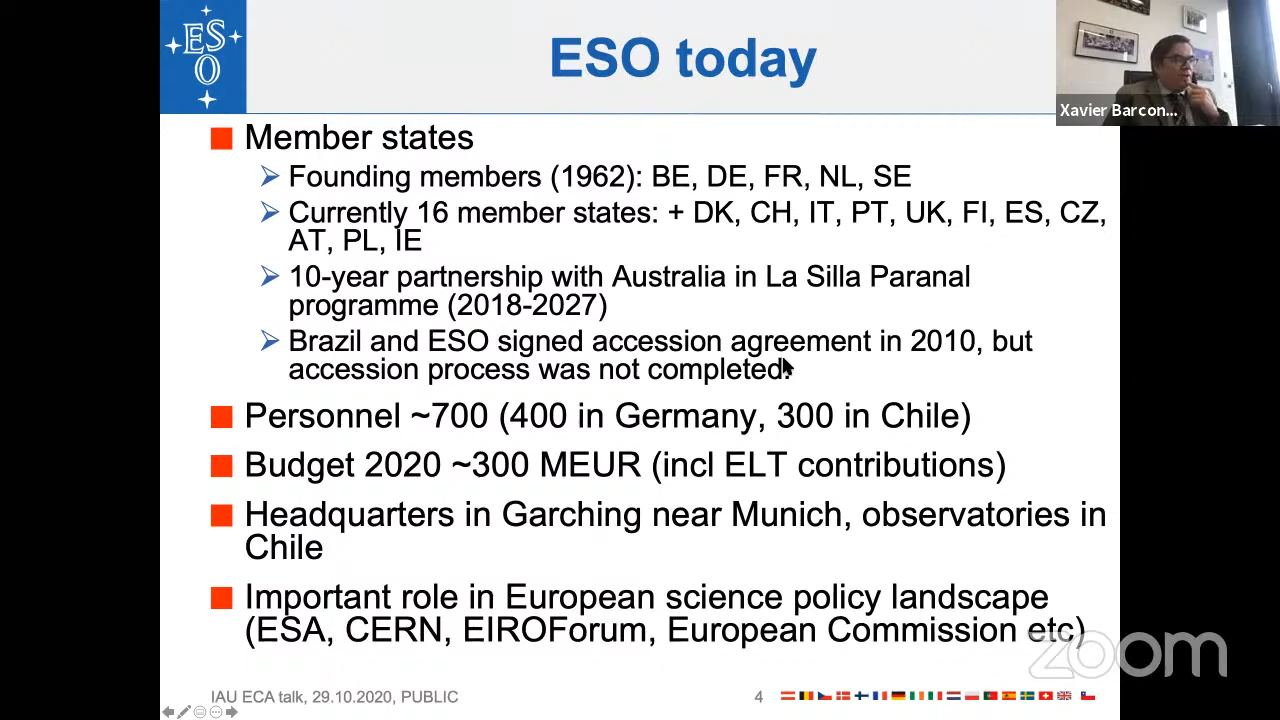 ESO
ESO today
Xavier Barcon...
Member states
Founding members (1962): BE, DE, FR, NL, SE
Currently 16 member states: + DK, CH, IT, PT, UK, FI, ES, CZ,
AT, PL, IE
10-year partnership with Australia in La Silla Paranal
programme (2018-2027)
Brazil and ESO signed accession agreement in 2010, but
accession process was not completed.
Personnel ~700 (400 in Germany, 300 in Chile)
Budget 2020 ~300 MEUR (incl ELT contributions)
Headquarters in Garching near Munich, observatories in
Chile
Important role in European science policy landscape
(ESA, CERN, EIROForum, European Commission etc)
zoom
IAU ECA talk, 29.10.2020, PUBLIC
4